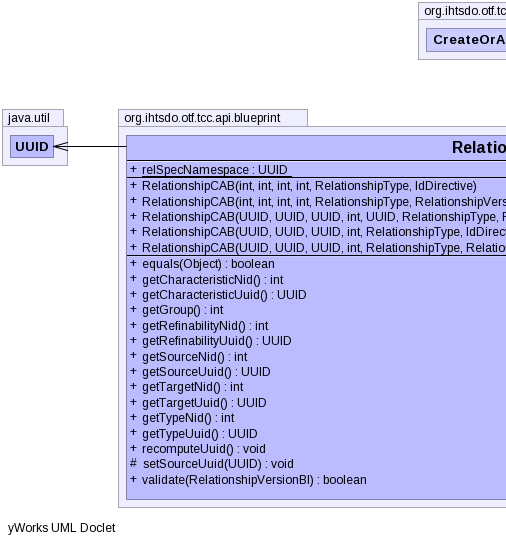 org.ihtsdo.otf.tc
CreateOrA
java.util
UUID
org.ihtsdo.otf.tcc.api.blueprint
Relatio
+ relSpecNamespace : UUID
+ RelationshipCAB(int, int, int, int, RelationshipType, IdDirective)
+ RelationshipCAB(int, int, int, int, RelationshipType, RelationshipVers
+ RelationshipCAB(UUID, UUID, UUID, int, UUID, RelationshipType, R
+ RelationshipCAB(UUID, UUID, UUID, int, RelationshipType, IdDirect
+ RelationshipCAB(UUID, UUID, UUID, int, RelationshipType, Relation
+ equals(Object) : boolean
+ getCharacteristicNid() : int
+ getCharacteristicUuid() : UUID
+ getGroup() : int
+ getRefinabilityNid() : int
+ getRefinabilityUuid() : UUID
+ getSourceNid() : int
+ getSourceUuid() : UUID
+ getTargetNid() : int
+ getTargetUuid() : UUID
+ getTypeNid() : int
+ getTypeUuid() : UUID
+ recomputeUuid() : void
# setSourceUuid(UUID) : void
+ validate(RelationshipVersionBI) : boolean
yWorks UML Doclet